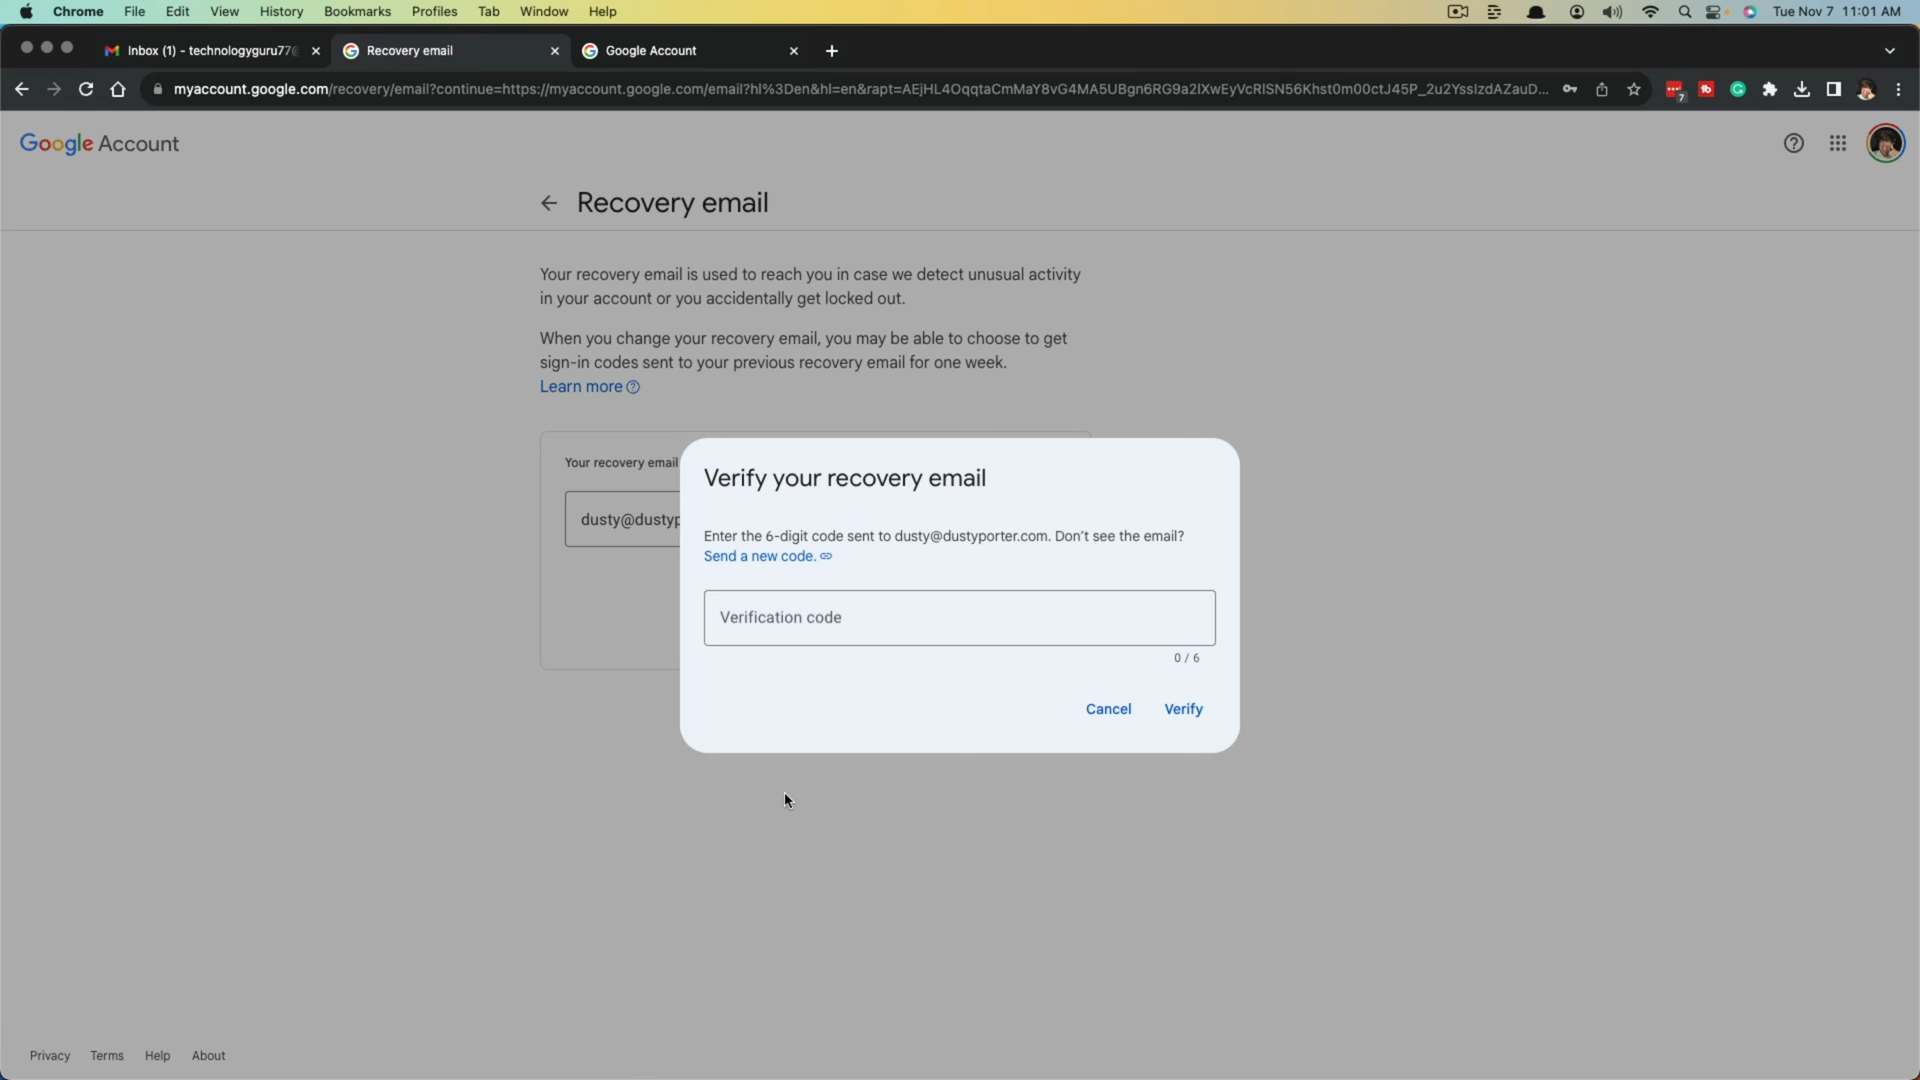 Chrome File Edit View History Bookmarks Profiles Tab Window Help Tue Nov 7 11:01 AM
Inbox (1) - technologyguru77 Recovery email Google Account
myaccount.google.com/recovery/email?continue=https://myaccount.google.com/email?hl%3Den&hl=en&rapt=
Google Account
Recovery email
Your recovery email is used to reach you in case we detect unusual activity
in your account or you accidentally get locked out.
When you change your recovery email, you may be able to choose to get
sign-in codes sent to your previous recovery email for one week.
Learn more
Your recovery email
dusty@dustyp
Verify your recovery email
Enter the 6-digit code sent to dusty@dustyporter.com. Don't see the email?
Send a new code.
Verification code
0 / 6
Cancel Verify
Privacy Terms Help About